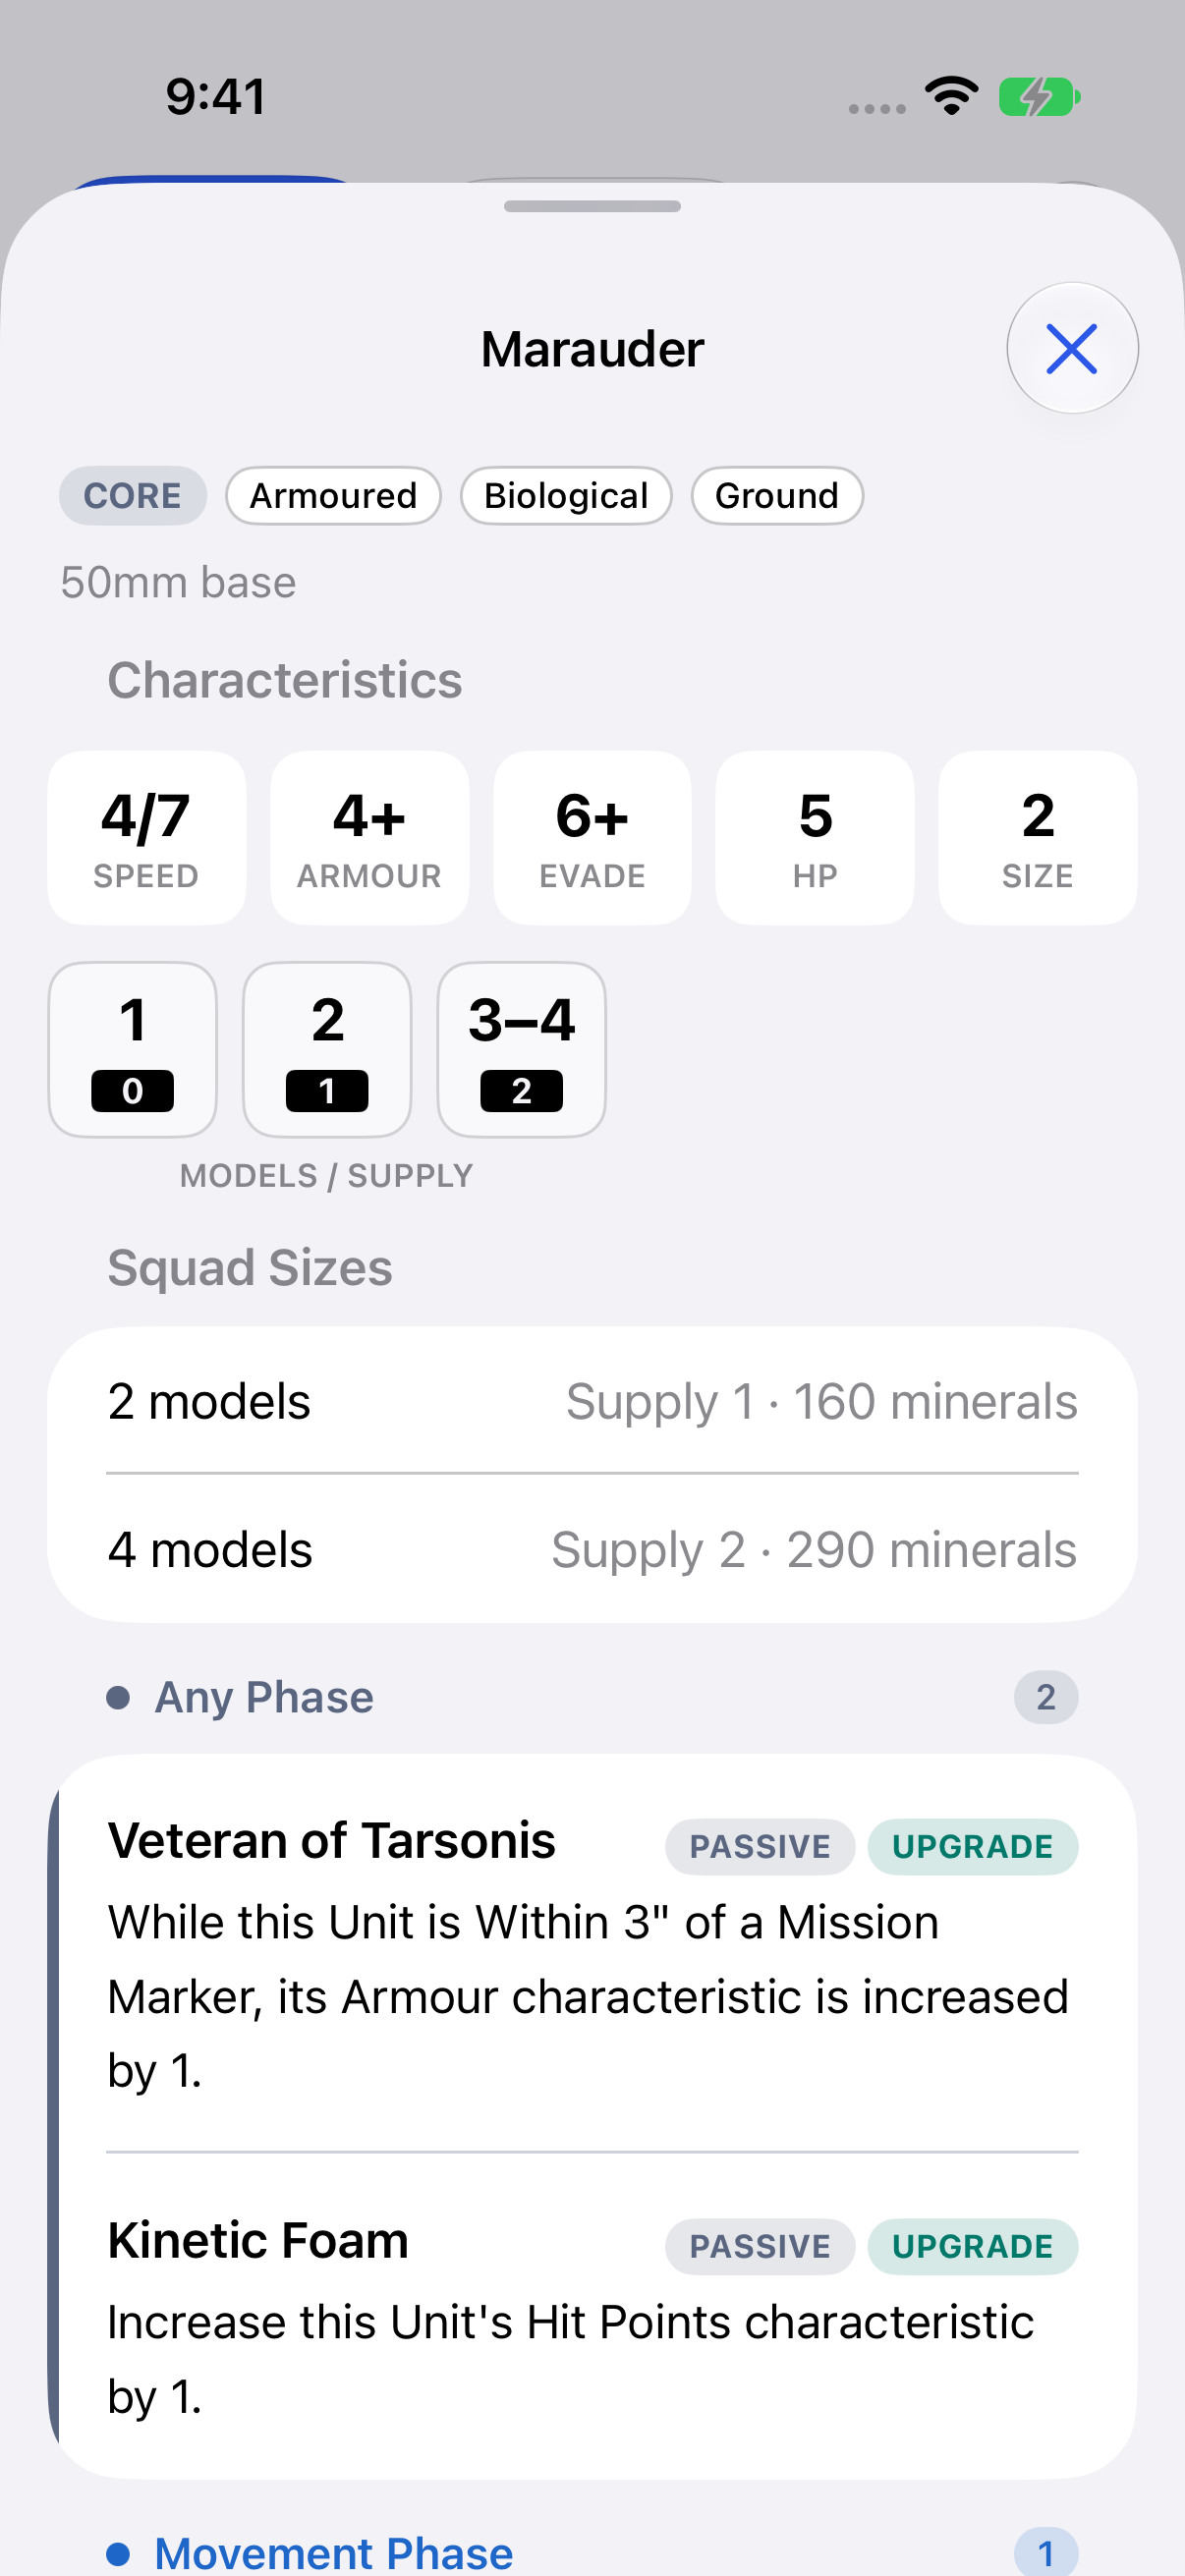 9:41
Marauder
CORE Armoured Biological Ground
50mm base
Characteristics
4/7 4+ 6+ 5 2
SPEED ARMOUR EVADE HP SIZE
1 2 3–4
0 1 2
MODELS / SUPPLY
Squad Sizes
2 models Supply 1 · 160 minerals
4 models Supply 2 · 290 minerals
Any Phase 2
Veteran of Tarsonis PASSIVE UPGRADE
While this Unit is Within 3" of a Mission
Marker, its Armour characteristic is increased
by 1.
Kinetic Foam PASSIVE UPGRADE
Increase this Unit's Hit Points characteristic
by 1.
Movement Phase 1